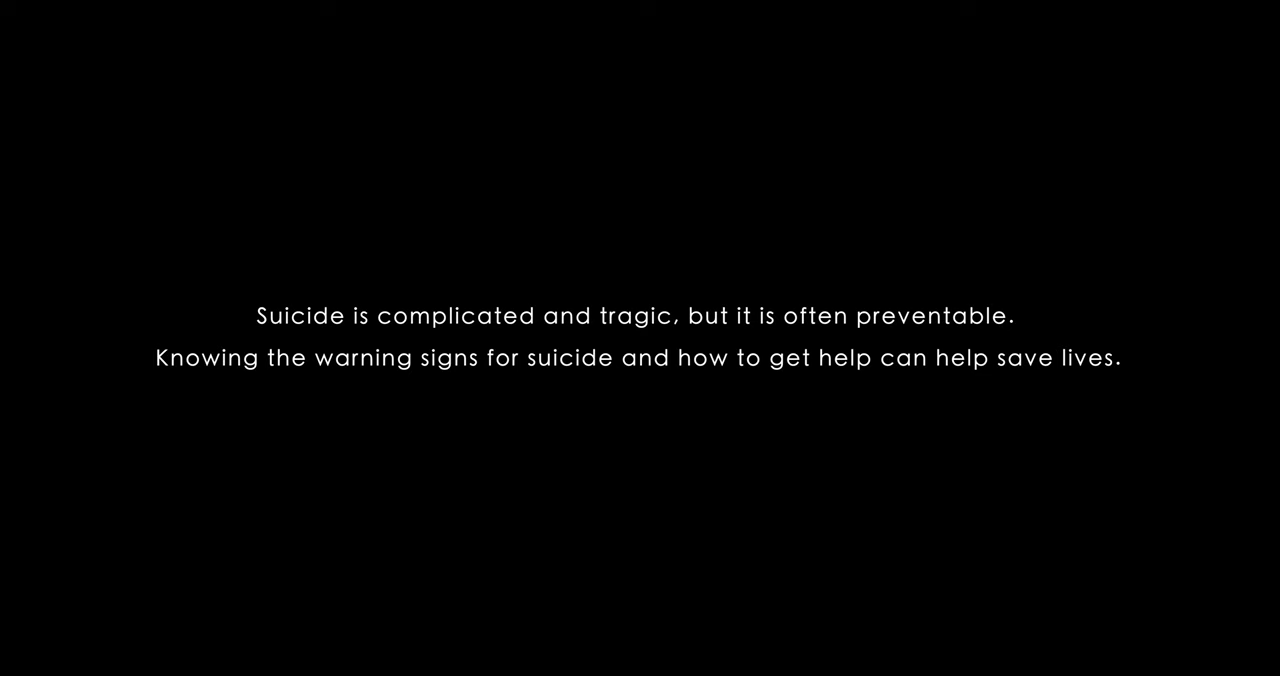 Suicide is complicated and tragic, but it is often preventable.
Knowing the warning signs for suicide and how to get help can help save lives.